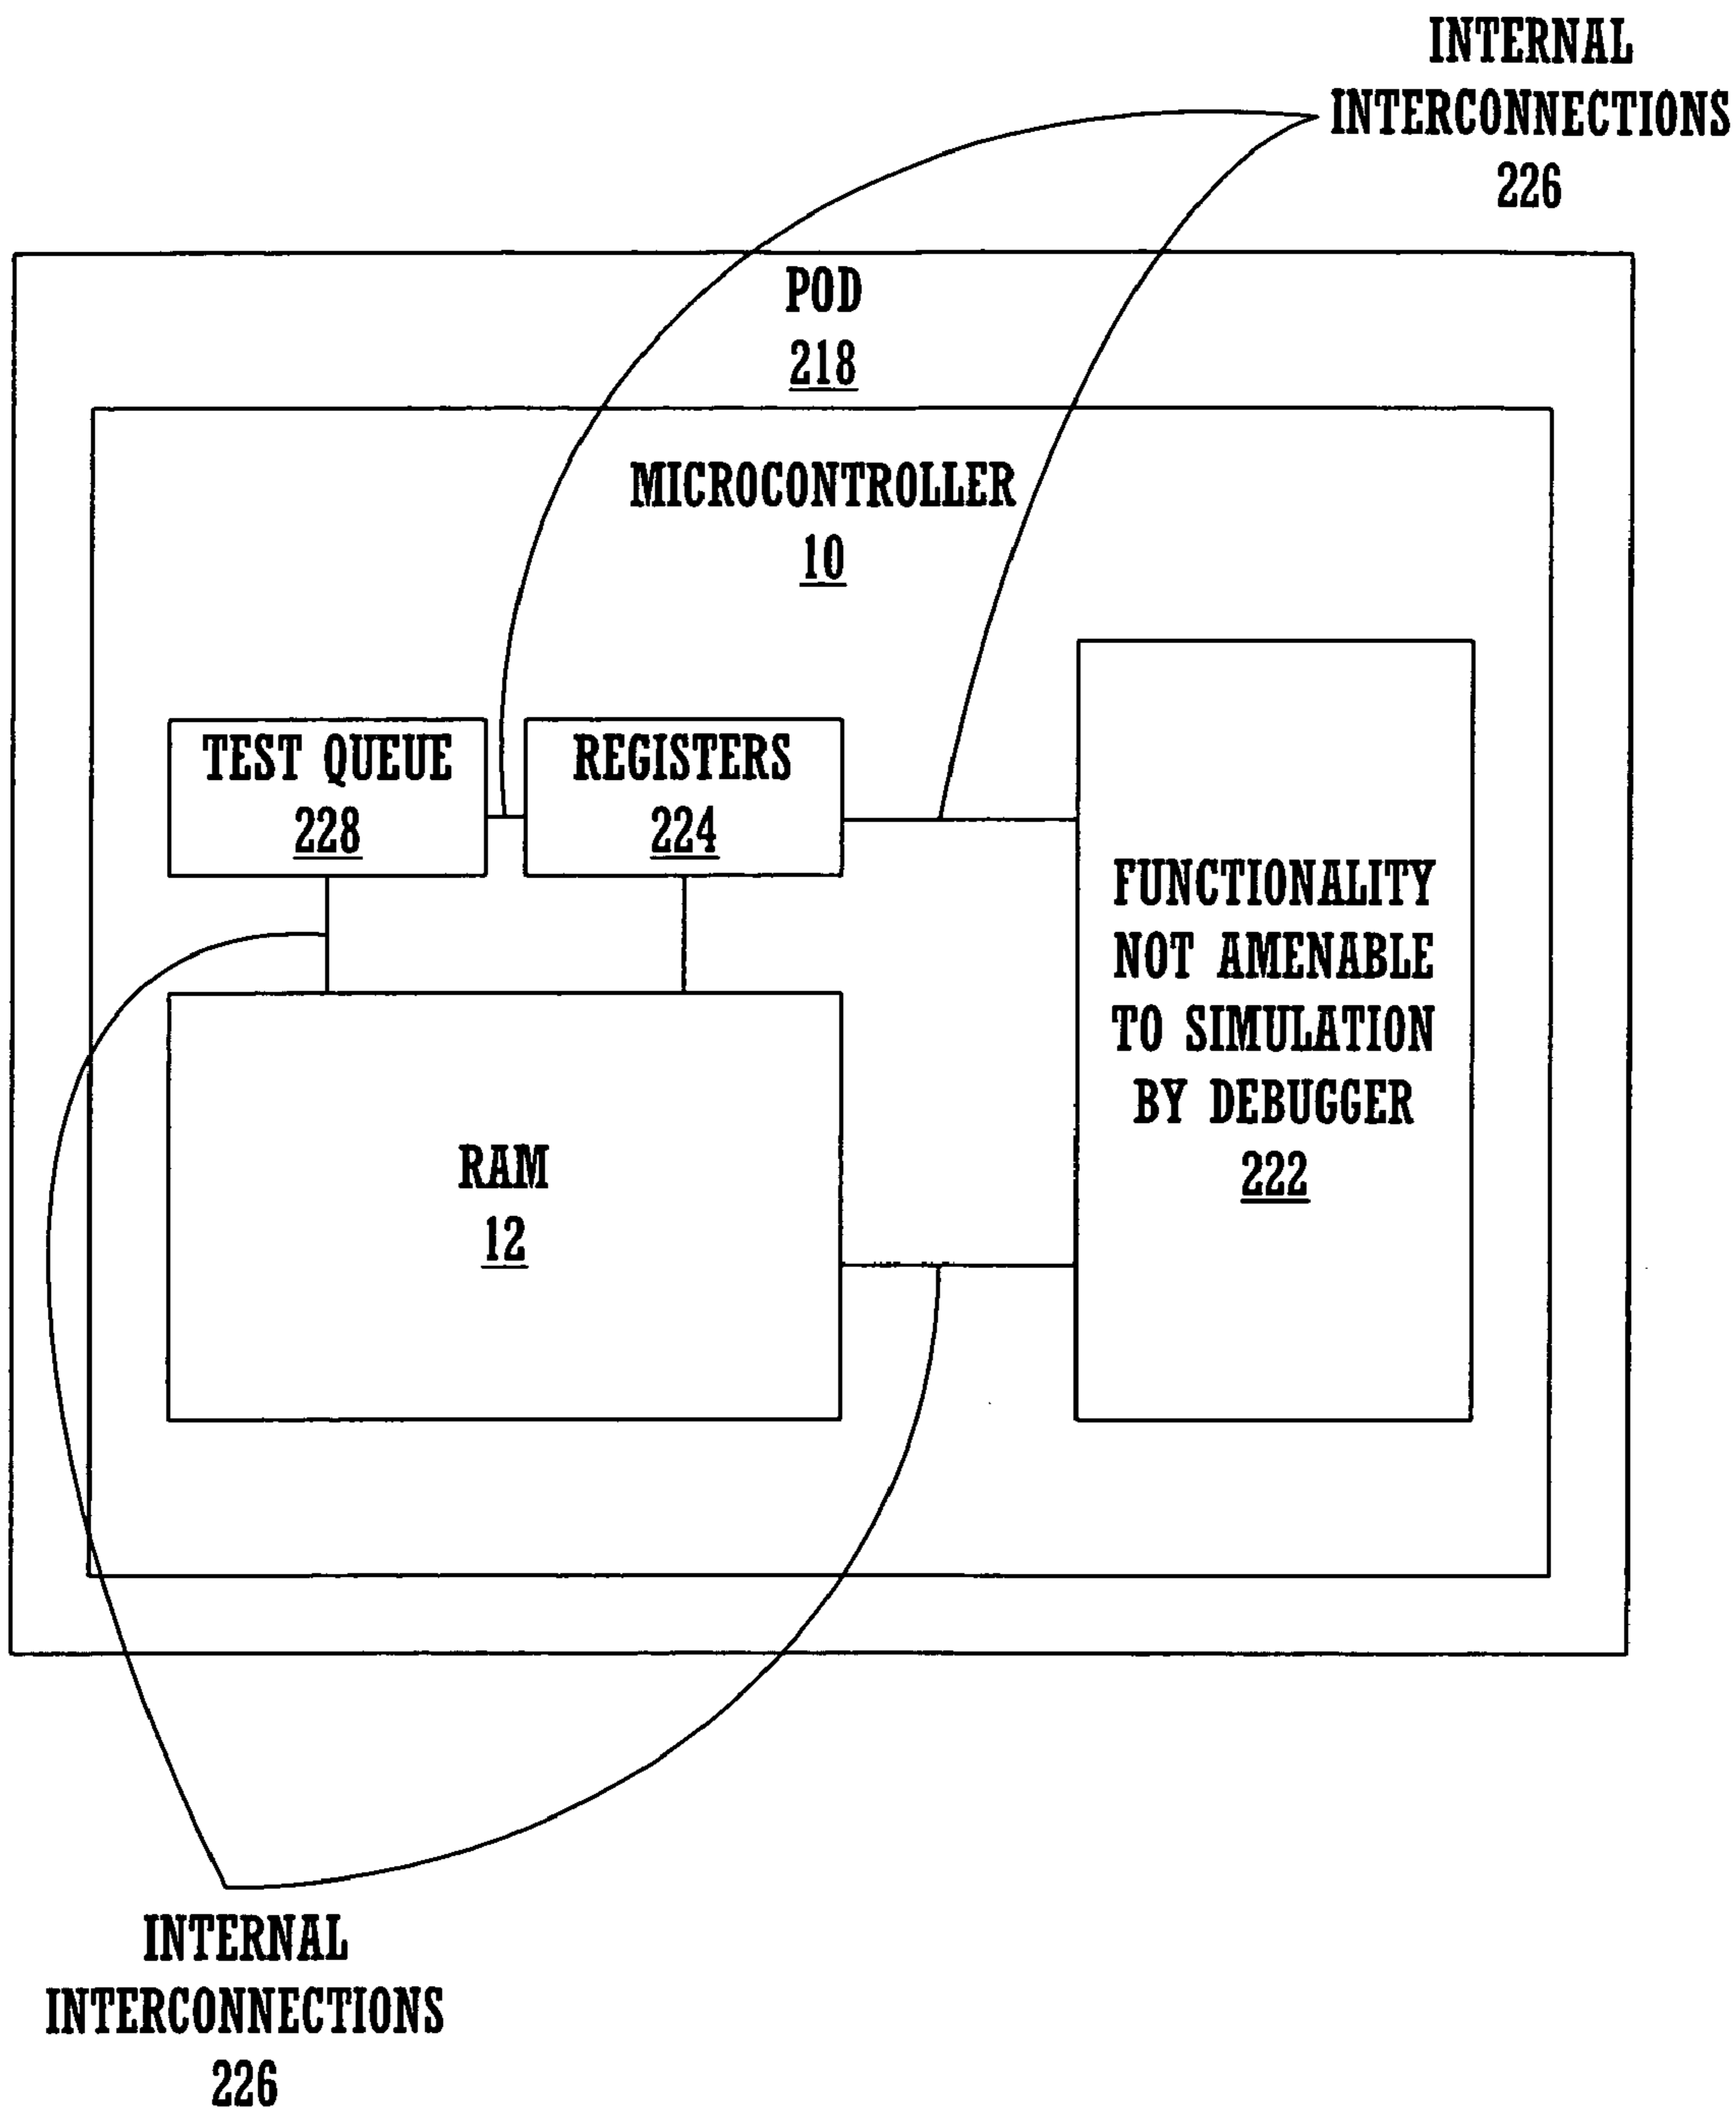 INTERNAL
INTERCONNECTIONS
226
POD
218
MICROCONTROLLER
10
TEST QUEUE
228
REGISTERS
224
FUNCTIONALITY
NOT AMENABLE
TO SIMULATION
BY DEBUGGER
222
RAM
12
INTERNAL
INTERCONNECTIONS
226